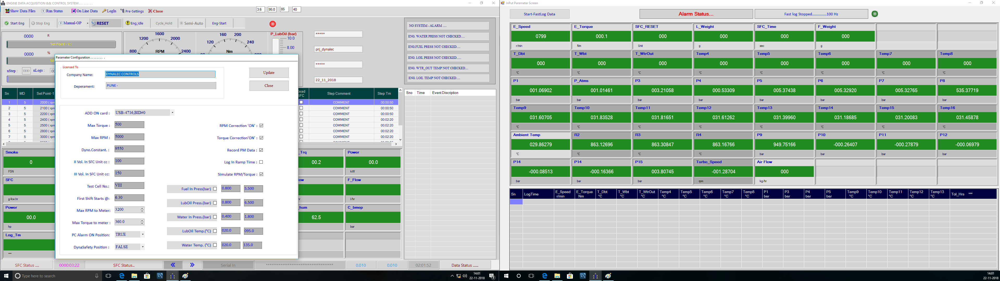 ENGINE DATA ACQUISITION && CONTROL SYSTEM . . . . . . . . .
Show Data Files Run Status On Line Data LogIn Pre-Settings Close
3.6 95.0 85 40
Start Eng Stop Eng Manual-OP RESET Eng_Idle Cycle_Hold Semi-Auto Eng-Start
0000 R
Set Point - 1 :
0000 %
nStep : nLogs :
800 1200 1600 2000 2400
RPM
120 160 200 240
Nm
P_LubOil (bar)
10.0
8.00
*****
prj_dynalec
*****
22_11_2018
NO SYSTEM - ALARM .....
ENG. WATER PRESS NOT CHECKED.....
ENG.FUEL PRESS NOT CHECKED.....
ENG. LOIL PRESS NOT CHECKED......
ENG. WTR_OUT TEMP NOT CHECKED....
ENG. LOIL TEMP NOT CHECKED.....
Sn MD Set Point -1 Step Comment Step Tm
1 5 2000 ( rpm COMMENT 00:00:50
2 5 2100 ( rpm COMMENT 00:00:50
3 5 2200 ( rpm COMMENT 00:00:50
4 5 2400 ( rpm COMMENT 00:02:20
5 5 2500 ( rpm COMMENT 00:02:20
6 5 2800 ( rpm COMMENT 00:02:20
7 5 3000 ( rpm COMMENT 00:02:20
Sno Time Event Discription
Parameter Configuration . . . . . . . . .
Licensed To
Company Name: DYNALEC CONTROLS
Deperament: PUNE -
Update
Close
ADD ON card : USB-4716,BID#0
Max Torque : 500
Max RPM : 5000
Dyno.Constant. : 9550
II Vol. In SFC Unit cc : 100
III Vol. In SFC Unit cc: 150
Test Cell No.: VIII
First Shift Starts @: 6.30
Max RPM to Meter: 3200
Max Torque to meter : 360.0
PC Alarm ON Position: TRUE
DynaSafety Position : FALSE
RPM Correction 'ON' :
Torque Correction'ON' :
Record PM Data :
Log In Ramp Time :
Simulate RPM/Torque :
Fuel In Press(bar) 0.800 5.500
LubOil Press.(bar) 0.800 6.500
Water In Press.(bar) 0.400 1.800
LubOil Temp.(°C) 020.0 095.0
Water Temp. (°C) 020.0 135.0
Smoke
0
FSN
SFC
g/kw.hr
Power
00.0
hp
Log_Tm
***
_Trq
00.2
Power
00.0
kW
F_Flow
l/hr
_hum
62.5
C_bmep
bar
SFC Status ..... 0000:03:22 SFC Status... Serial In 0.010 0.010 02:01:52 Data Status .......
Type here to search
14:01
22-11-2018
InPut Parameter Screen
Start-FastLog Data Alarm Status... Fast log Stopped..............100 Hz
E_Speed E_Torque SFC_RESET L_Weight SFC_Time F_Weight
0799 000.1 000 000 000 000
r/min Nm Unit g sec g
T_Dbt T_Wbt T_WtrOut Temp4 Temp5 Temp6 Temp7 Temp8
000 000 000 000 000 000 000 000
°C °C °C °C °C °C °C °C
P1 P_Atms P3 P4 P5 P6 P7 P8
001.06902 001.01461 003.21058 000.53309 005.37438 005.32920 005.32765 535.37719
bar bar bar bar bar bar bar bar
Temp9 Temp10 Temp11 Temp12 Temp13 Temp14 Temp15 Temp16
031.60705 031.83528 031.81651 031.61262 031.39960 031.18685 031.20083 031.45878
°C °C °C °C °C °C °C °C
Ambient Temp R2 R3 R4 P9 P10 P11 P12
029.86279 863.12696 863.30847 863.16766 949.75166 -000.26407 -000.27879 -000.06979
°C °C °C °C bar bar bar bar
P14 P14 P15 Turbo_Speed Air Flow
-000.08513 -000.16366 003.80745 -001.28704 000
bar bar bar rpm kg/hr
Sn LogTime E_Speed E_Torque T_Dbt T_Wbt T_WtrOut Temp4 Temp5 Temp6 Temp7 Temp8 P1 P3 P4 P5 Temp9 Temp10 Temp11 Temp12 Temp13 Tol_Hrs ***
r/min Nm °C °C °C °C °C °C °C °C bar bar bar bar °C °C °C °C °C
14:01
22-11-2018